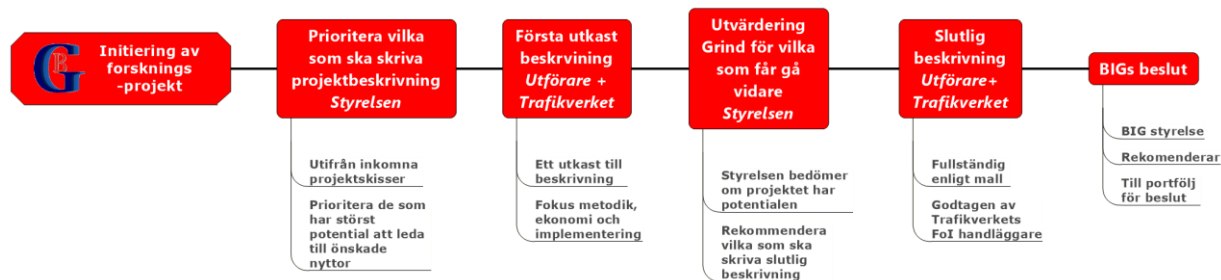 Initiering av
forsknings
-projekt
Prioritera vilka
som ska skriva
projektbeskrivning
Styrelsen
Utifrån inkomna
projektskisser
Prioritera de som
har störst
potential att leda
till önskade
nyttor
Första utkast
beskrvining
Utförare +
Trafikverket
Ett utkast till
beskrivning
Fokus metodik,
ekonomi och
implementering
Utvärdering
Grind för vilka
som får gå
vidare
Styrelsen
Styrelsen bedömer
om projektet har
potentialen
Rekommendera
vilka som ska
skriva slutlig
beskrivning
Slutlig
beskrivning
Utförare+
Trafikverket
Fullständig
enligt mall
Godtagen av
Trafikverkets
FoI handläggare
BIGs beslut
BIG styrelse
Rekomenderar
Till portfölj
för beslut